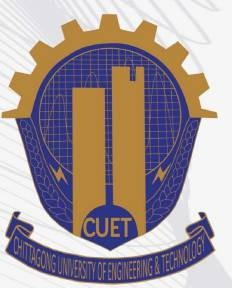 CUET
CHITTAGONG UNIVERSITY OF ENGINEERING & TECHNOLOGY